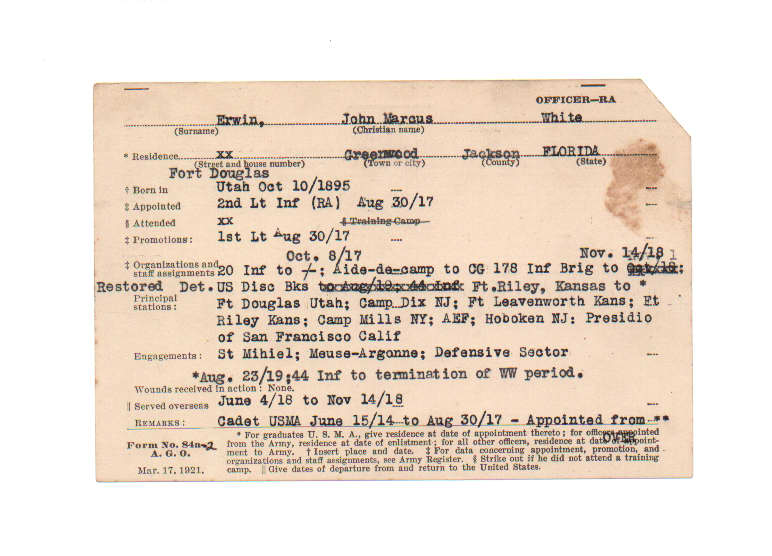 OFFICER—RA
Erwin, John Marcus White
(Surname) (Christian name)
* Residence xx Greenwood Jackson FLORIDA
(Street and house number) (Town or city) (County) (State)
Fort Douglas
† Born in Utah Oct 10/1895
‡ Appointed 2nd Lt Inf (RA) Aug 30/17
§ Attended xx § Training Camp
‡ Promotions: 1st Lt Aug 30/17
Oct. 8/17 Nov. 14/18
‡ Organizations and staff assignments 20 Inf to -/-; Aide-de-camp to CG 178 Inf Brig to
Restored Det. US Disc Bks to Aug/19; 44 Inf Ft.Riley, Kansas to *
Principal stations: Ft Douglas Utah; Camp Dix NJ; Ft Leavenworth Kans; Ft
Riley Kans; Camp Mills NY; AEF; Hoboken NJ: Presidio
of San Francisco Calif
Engagements: St Mihiel; Meuse-Argonne; Defensive Sector
*Aug. 23/19;44 Inf to termination of WW period.
Wounds received in action: None.
|| Served overseas June 4/18 to Nov 14/18
REMARKS: Cadet USMA June 15/14 to Aug 30/17 - Appointed from **
OVER
Form No. 84a-2
A. G. O.
Mar. 17, 1921.
* For graduates U. S. M. A., give residence at date of appointment thereto; for officers appointed
from the Army, residence at date of enlistment; for all other officers, residence at date of appoint-
ment to Army. † Insert place and date. ‡ For data concerning appointment, promotion, and
organizations and staff assignments, see Army Register. § Strike out if he did not attend a training
camp. || Give dates of departure from and return to the United States.